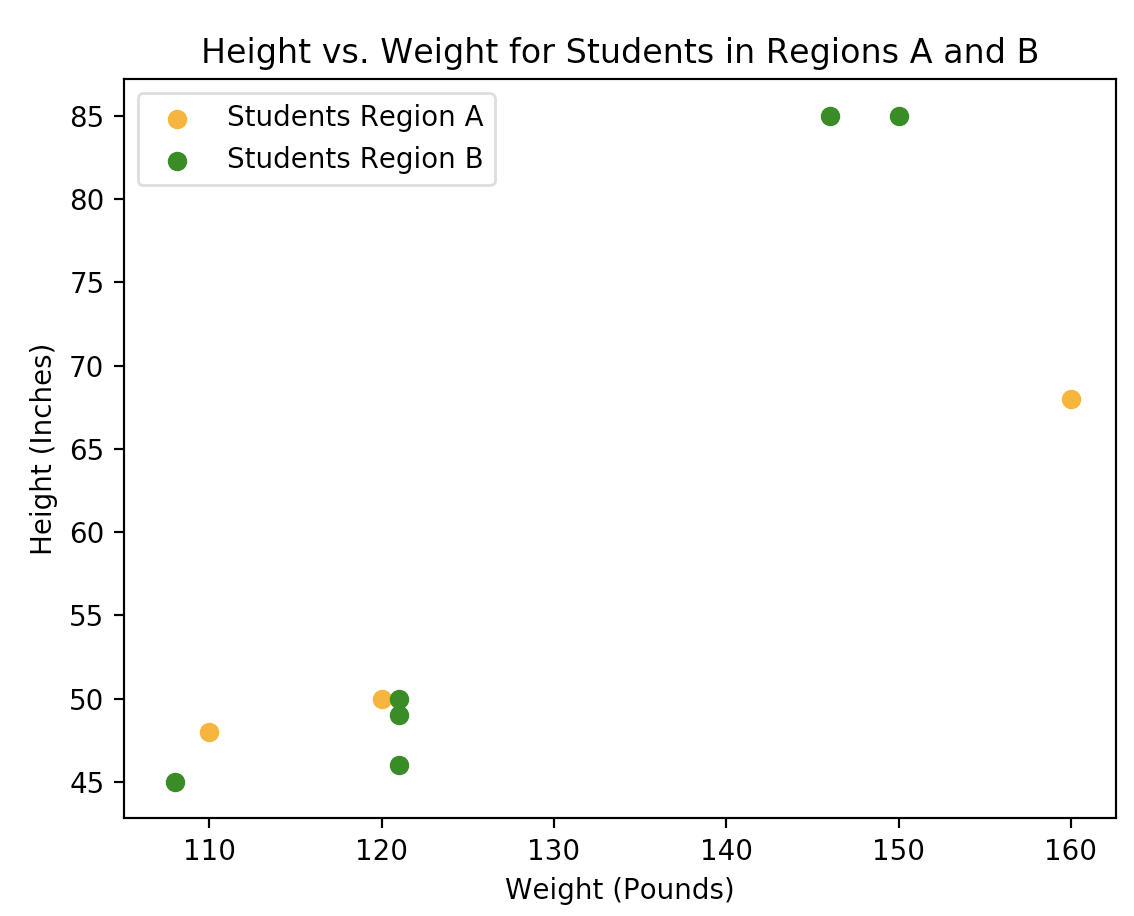 Height vs. Weight for Students in Regions A and B
Students Region A
Students Region B
85
80
75
70
65
60
55
50
45
Height (Inches)
110 120 130 140 150 160
Weight (Pounds)